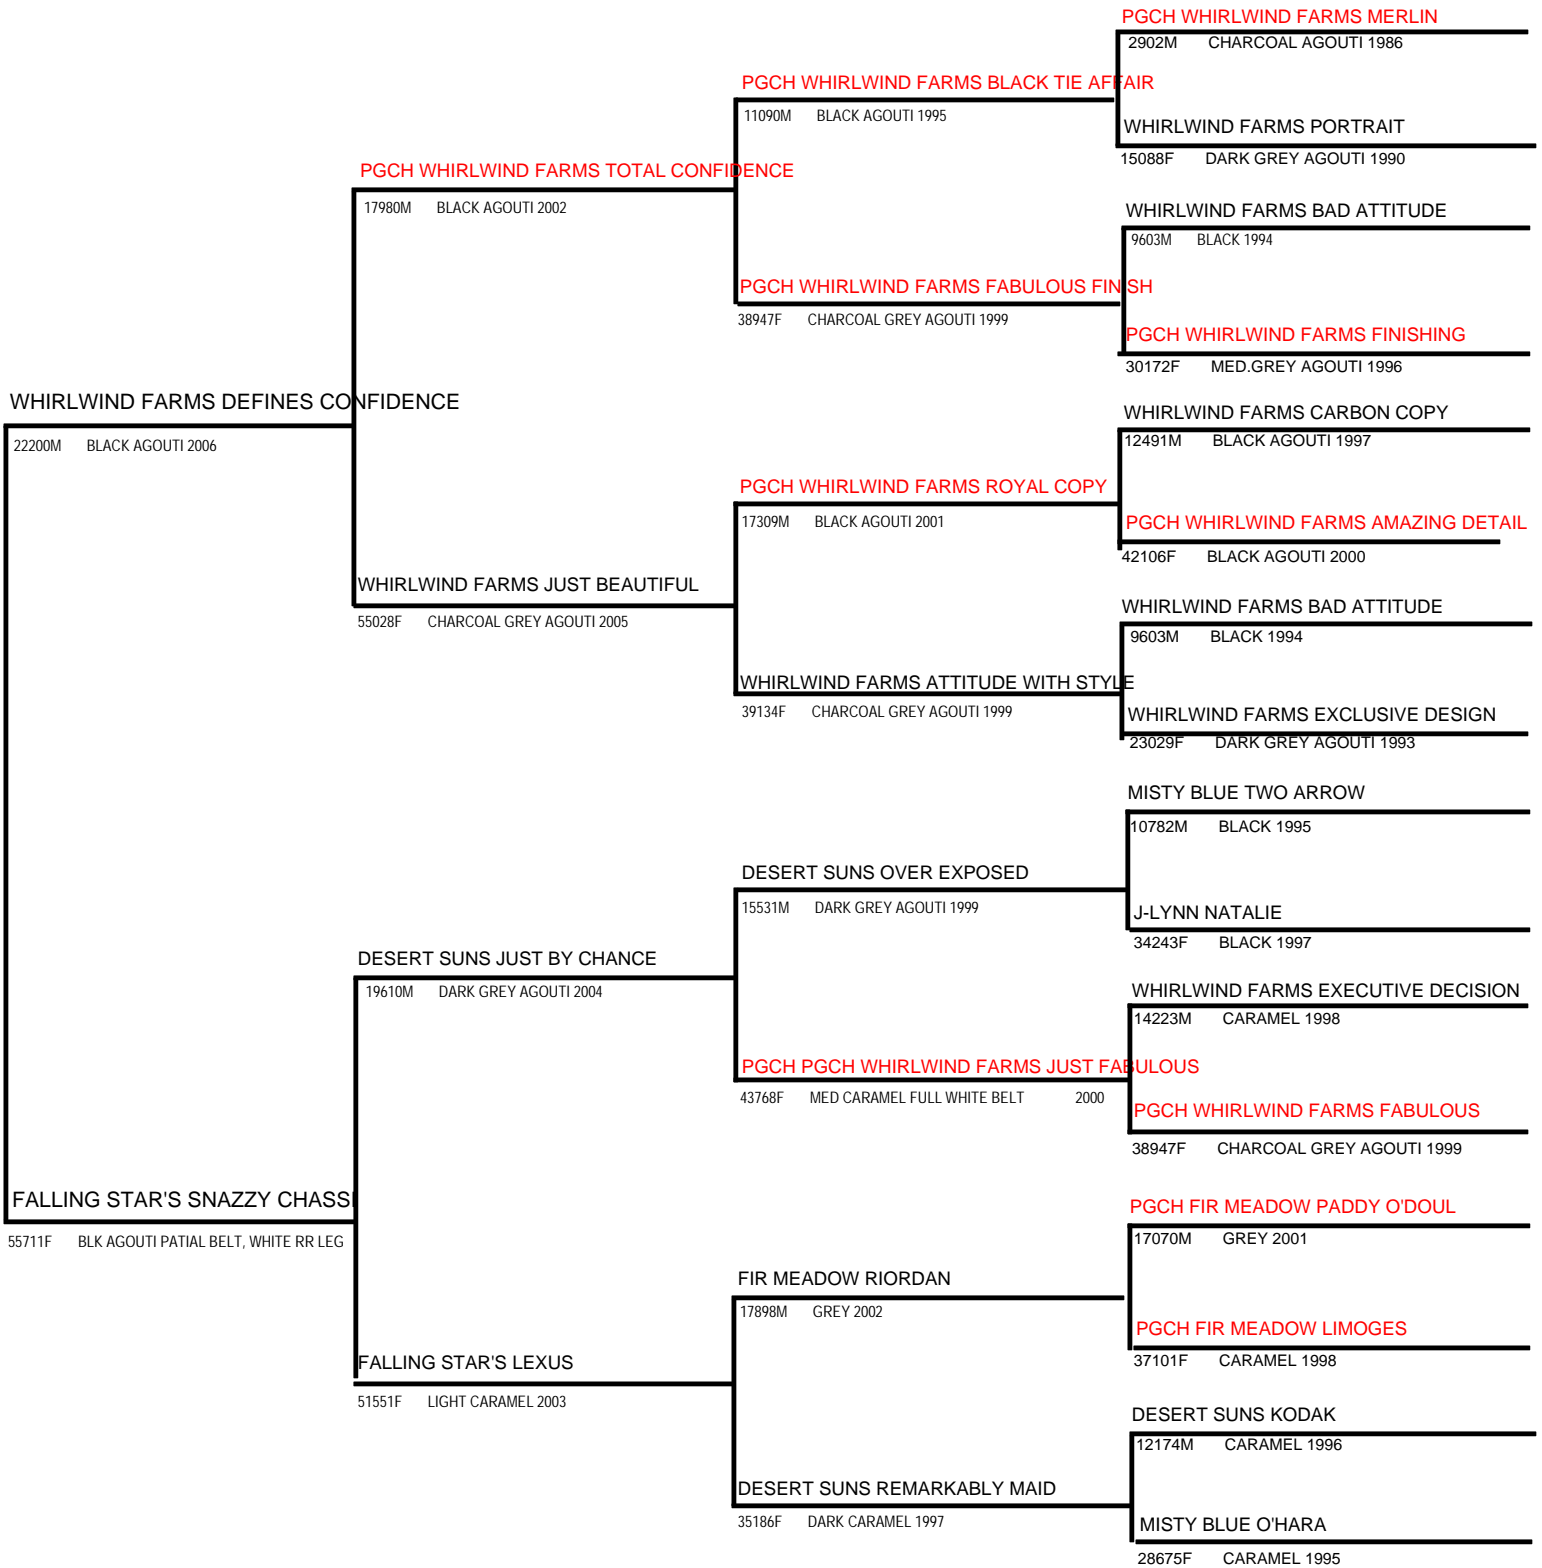 PGCH WHIRLWIND FARMS MERLIN
2902M CHARCOAL AGOUTI 1986
PGCH WHIRLWIND FARMS BLACK TIE AFFAIR
11090M BLACK AGOUTI 1995
WHIRLWIND FARMS PORTRAIT
15088F DARK GREY AGOUTI 1990
PGCH WHIRLWIND FARMS TOTAL CONFIDENCE
17980M BLACK AGOUTI 2002
WHIRLWIND FARMS BAD ATTITUDE
9603M BLACK 1994
PGCH WHIRLWIND FARMS FABULOUS FINISH
38947F CHARCOAL GREY AGOUTI 1999
PGCH WHIRLWIND FARMS FINISHING
30172F MED.GREY AGOUTI 1996
WHIRLWIND FARMS DEFINES CONFIDENCE
22200M BLACK AGOUTI 2006
WHIRLWIND FARMS CARBON COPY
12491M BLACK AGOUTI 1997
PGCH WHIRLWIND FARMS ROYAL COPY
17309M BLACK AGOUTI 2001
PGCH WHIRLWIND FARMS AMAZING DETAIL
42106F BLACK AGOUTI 2000
WHIRLWIND FARMS JUST BEAUTIFUL
55028F CHARCOAL GREY AGOUTI 2005
WHIRLWIND FARMS BAD ATTITUDE
9603M BLACK 1994
WHIRLWIND FARMS ATTITUDE WITH STYLE
39134F CHARCOAL GREY AGOUTI 1999
WHIRLWIND FARMS EXCLUSIVE DESIGN
23029F DARK GREY AGOUTI 1993
MISTY BLUE TWO ARROW
10782M BLACK 1995
DESERT SUNS OVER EXPOSED
15531M DARK GREY AGOUTI 1999
J-LYNN NATALIE
34243F BLACK 1997
DESERT SUNS JUST BY CHANCE
19610M DARK GREY AGOUTI 2004
WHIRLWIND FARMS EXECUTIVE DECISION
14223M CARAMEL 1998
PGCH PGCH WHIRLWIND FARMS JUST FABULOUS
43768F MED CARAMEL FULL WHITE BELT 2000
PGCH WHIRLWIND FARMS FABULOUS
38947F CHARCOAL GREY AGOUTI 1999
FALLING STAR'S SNAZZY CHASSI
55711F BLK AGOUTI PATIAL BELT, WHITE RR LEG
PGCH FIR MEADOW PADDY O'DOUL
17070M GREY 2001
FIR MEADOW RIORDAN
17898M GREY 2002
PGCH FIR MEADOW LIMOGES
37101F CARAMEL 1998
FALLING STAR'S LEXUS
51551F LIGHT CARAMEL 2003
DESERT SUNS KODAK
12174M CARAMEL 1996
DESERT SUNS REMARKABLY MAID
35186F DARK CARAMEL 1997
MISTY BLUE O'HARA
28675F CARAMEL 1995